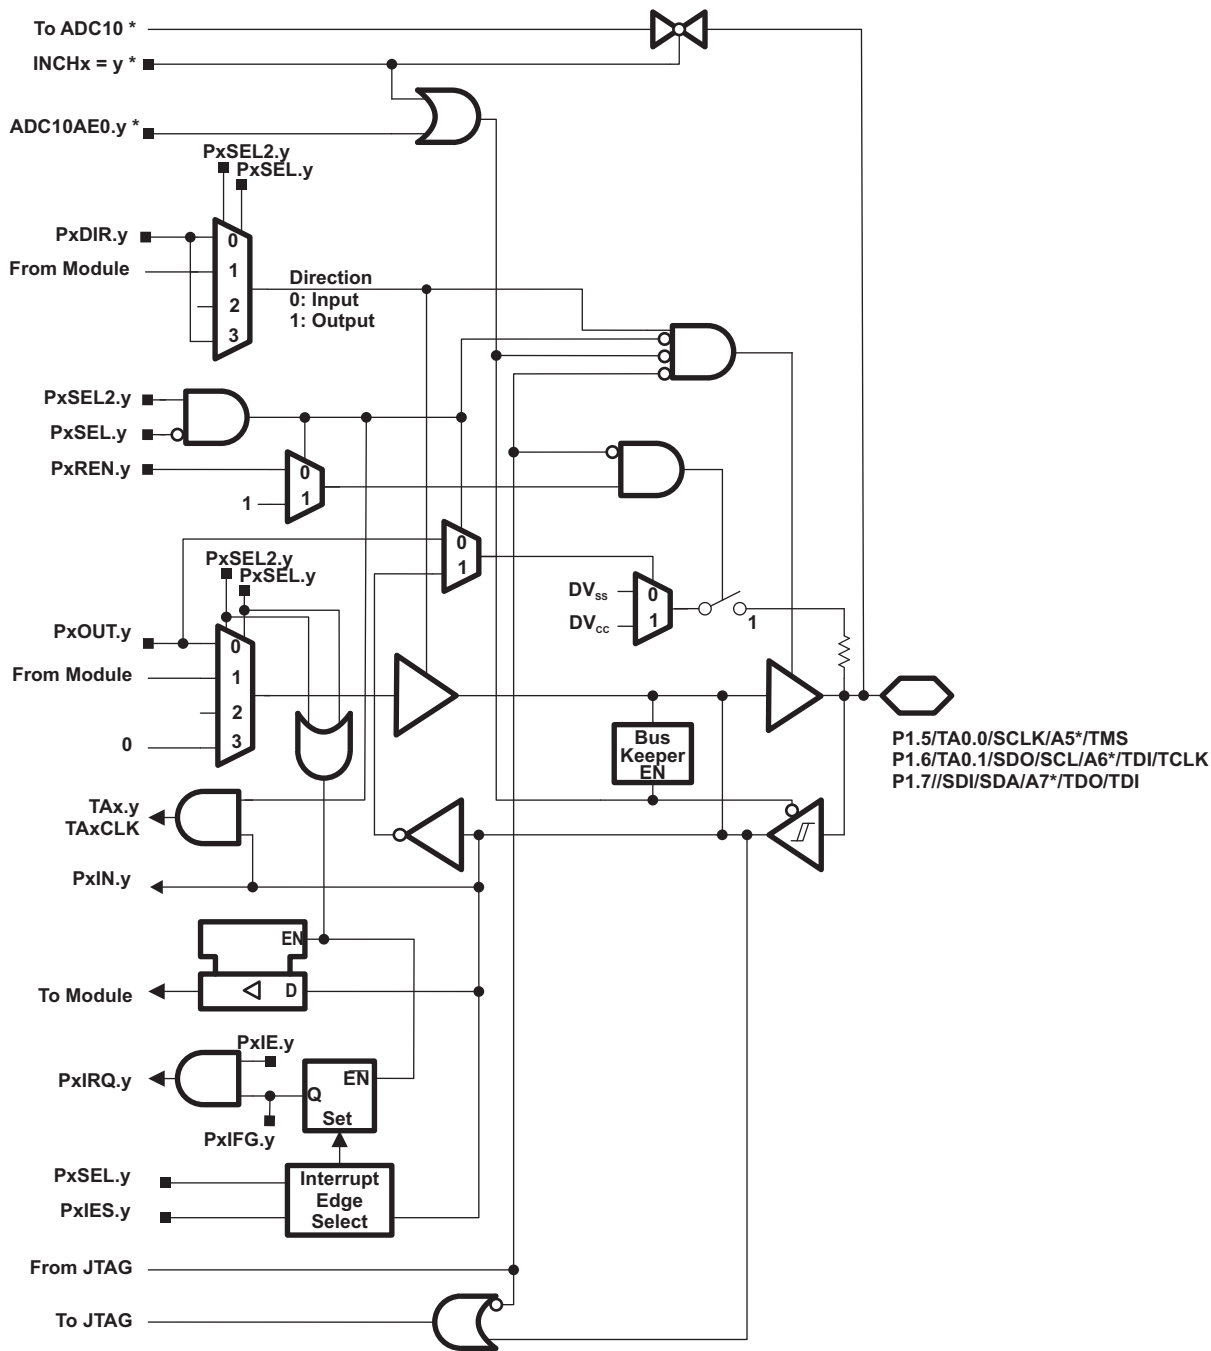 To ADC10 *
INCHx = y *
ADC10AE0.y *
PxSEL2.y
PxSEL.y
PxDIR.y
0
From Module
1
2
3
Direction
0: Input
1: Output
PxSEL2.y
PxSEL.y
PxREN.y
0
1
1
0
1
PxSEL2.y
PxSEL.y
DVSS
0
DVCC
1
1
PxOUT.y
0
From Module
1
2
0
3
Bus
Keeper
EN
P1.5/TA0.0/SCLK/A5*/TMS
P1.6/TA0.1/SDO/SCL/A6*/TDI/TCLK
P1.7//SDI/SDA/A7*/TDO/TDI
TAx.y
TAxCLK
PxIN.y
EN
To Module
D
PxIE.y
PxIRQ.y
EN
Q
Set
PxIFG.y
PxSEL.y
PxIES.y
Interrupt
Edge
Select
From JTAG
To JTAG